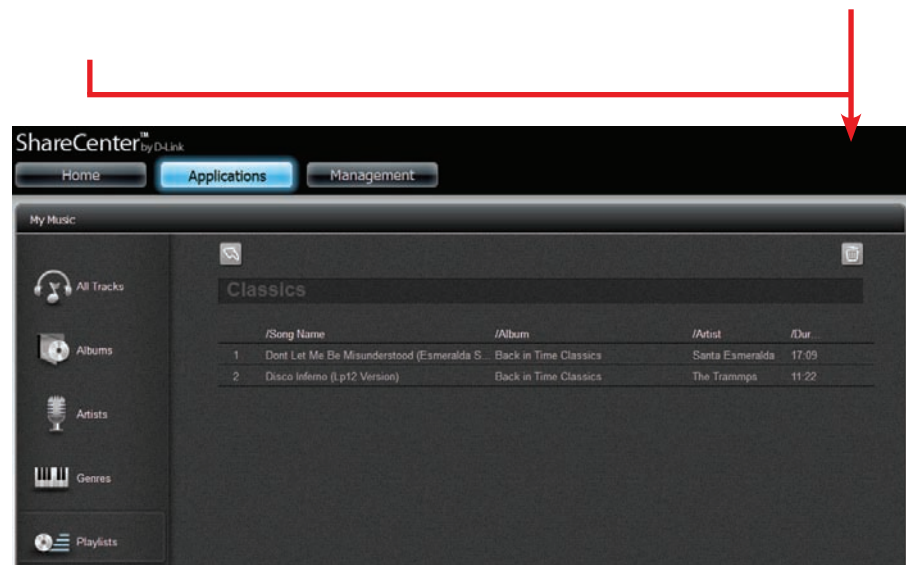 ShareCenter™ by D-Link
Home Applications Management
My Music
All Tracks
Albums
Artists
Genres
Playlists
Classics
/Song Name /Album /Artist /Dur...
1 Dont Let Me Be Misunderstood (Esmeralda S... Back in Time Classics Santa Esmeralda 17:09
2 Disco Inferno (Lp12 Version) Back in Time Classics The Trammps 11:22